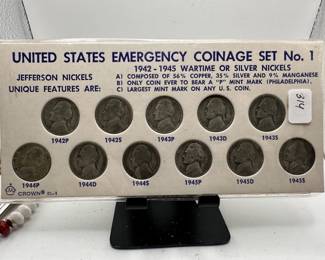 UNITED STATES EMERGENCY COINAGE SET No. 1
1942 - 1945 WARTIME OR SILVER NICKELS
JEFFERSON NICKELS
UNIQUE FEATURES ARE:
A) COMPOSED OF 56% COPPER, 35% SILVER AND 9% MANGANESE
B) ONLY COIN EVER TO BEAR A "P" MINT MARK (PHILADELPHIA).
C) LARGEST MINT MARK ON ANY U.S. COIN.
314
1942P 1942S 1943P 1943D 1943S
1944P 1944D 1944S 1945P 1945D 1945S
CROWN®